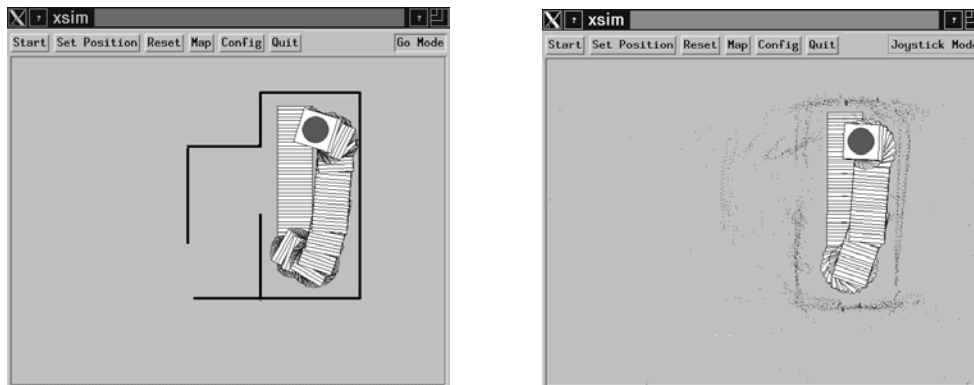 X ? xsim ?
Start Set Position Reset Map Config Quit Go Mode
X ? xsim ?
Start Set Position Reset Map Config Quit Joystick Mode